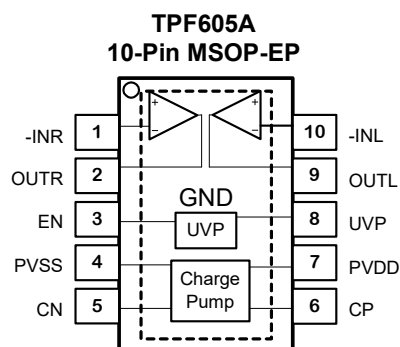 TPF605A
10-Pin MSOP-EP
-INR 1 + − + − 10 -INL
OUTR 2 9 OUTL
GND
EN 3 UVP 8 UVP
PVSS 4 7 PVDD
Charge
Pump
CN 5 6 CP